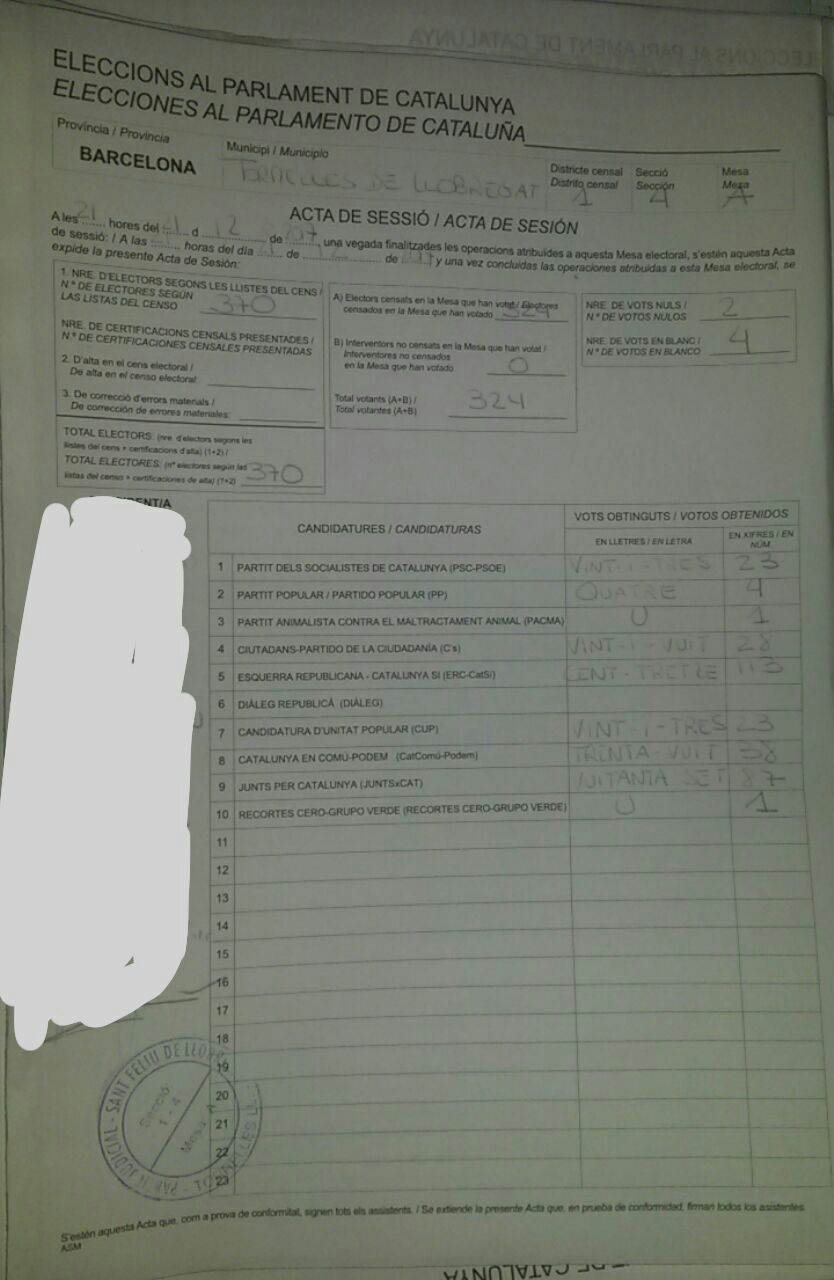 ELECCIONS AL PARLAMENT DE CATALUNYA
ELECCIONS AL PARLAMENT DE CATALUNYA
ELECCIONES AL PARLAMENTO DE CATALUÑA
Província / Provincia
BARCELONA
Municipi / Municipio
TORRELLES DE LLOBREGAT
Districte censal
Distrito censal
1
Secció
Sección
4
Mesa
Mesa
A
ACTA DE SESSIÓ / ACTA DE SESIÓN
A les 21 hores del 21 d 12 de, una vegada finalitzades les operacions atribuides a aquesta Mesa electoral, s'estén aquesta Acta
de sessió: / A las horas del día de de y una vez concluidas las operaciones atribuidas a esta Mesa electoral, se
expide la presente Acta de Sesión:
1. NRE. D'ELECTORS SEGONS LES LLISTES DEL CENS /
N.º DE ELECTORES SEGÚN
LAS LISTAS DEL CENSO 370
NRE. DE CERTIFICACIONS CENSALS PRESENTADES /
N.º DE CERTIFICACIONES CENSALES PRESENTADAS
2. D'alta en el cens electoral /
De alta en el censo electoral:
3. De correcció d'errores materials /
De corrección de errores materiales:
TOTAL ELECTORS: (nre. d'electors segons les
llistes del cens + certificacions d'alta) (1+2) /
TOTAL ELECTORES: (nº electores según las
listas del censo + certificaciones de alta) (1+2) 370
A) Electors censats en la Mesa que han votat / Electores
censados en la Mesa que han votado 324
B) Interventors no censats en la Mesa que han votat /
Interventores no censados
en la Mesa que han votado 0
Total votants (A+B) /
Total votantes (A+B) 324
NRE. DE VOTS NULS /
N.º DE VOTOS NULOS 2
NRE. DE VOTS EN BLANC /
N.º DE VOTOS EN BLANCO 4
CANDIDATURES / CANDIDATURAS
VOTS OBTINGUTS / VOTOS OBTENIDOS
EN LLETRES / EN LETRA
EN XIFRES / EN
NÚM.
1 PARTIT DELS SOCIALISTES DE CATALUNYA (PSC-PSOE) VINT-I-TRES 23
2 PARTIT POPULAR / PARTIDO POPULAR (PP) QUATRE 4
3 PARTIT ANIMALISTA CONTRA EL MALTRACTAMENT ANIMAL (PACMA) U 1
4 CIUTADANS-PARTIDO DE LA CIUDADANÍA (C's) VINT-I-VUIT 28
5 ESQUERRA REPUBLICANA - CATALUNYA SI (ERC-CatSí) CENT-TRETZE 113
6 DIÀLEG REPUBLICÀ (DIÀLEG)
7 CANDIDATURA D'UNITAT POPULAR (CUP) VINT-I-TRES 23
8 CATALUNYA EN COMÚ-PODEM (CatComú-Podem) TRENTA-VUIT 38
9 JUNTS PER CATALUNYA (JUNTSxCAT) VUITANTA SET 87
10 RECORTES CERO-GRUPO VERDE (RECORTES CERO-GRUPO VERDE) U 1
11
12
13
14
15
16
17
18
19
20
21
22
23
PARTIT JUDICIAL - SANT FELIU DE LLOBR
Secció:
1 - 4
Mesa: A
S'estén aquesta Acta que, com a prova de conformitat, signen tots els assistents. / Se extiende la presente Acta que, en prueba de conformidad, firman todos los asistentes.
ASM
DE CATALUNYA